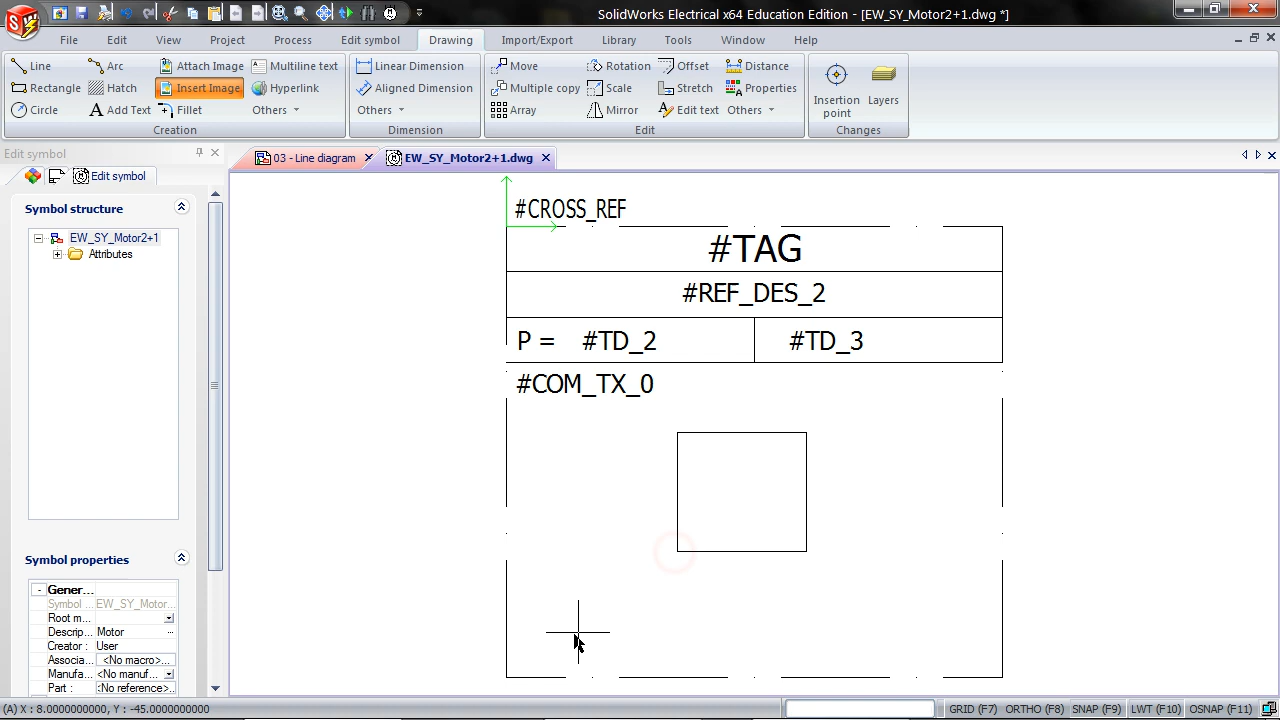 SolidWorks Electrical x64 Education Edition - [EW_SY_Motor2+1.dwg *]
SW
File Edit View Project Process Edit symbol Drawing Import/Export Library Tools Window Help
Line Arc Attach Image Multiline text Linear Dimension Move Rotation Offset Distance
Rectangle Hatch Insert Image Hyperlink Aligned Dimension Multiple copy Scale Stretch Properties
Circle Add Text Fillet Others Others Array Mirror Edit text Others
Insertion point Layers
Creation Dimension Edit Changes
Edit symbol
03 - Line diagram EW_SY_Motor2+1.dwg
Edit symbol
Symbol structure
EW_SY_Motor2+1
Attributes
#CROSS_REF
#TAG
#REF_DES_2
P = #TD_2 #TD_3
#COM_TX_0
Symbol properties
Gener...
Symbol ... EW_SY_Motor...
Root m...
Descrip... Motor ...
Creator : User
Associa... <No macro>...
Manufa... <No manuf...
Part : <No reference>..
(A) X : 8.0000000000, Y : -45.0000000000
GRID (F7) ORTHO (F8) SNAP (F9) LWT (F10) OSNAP (F11)